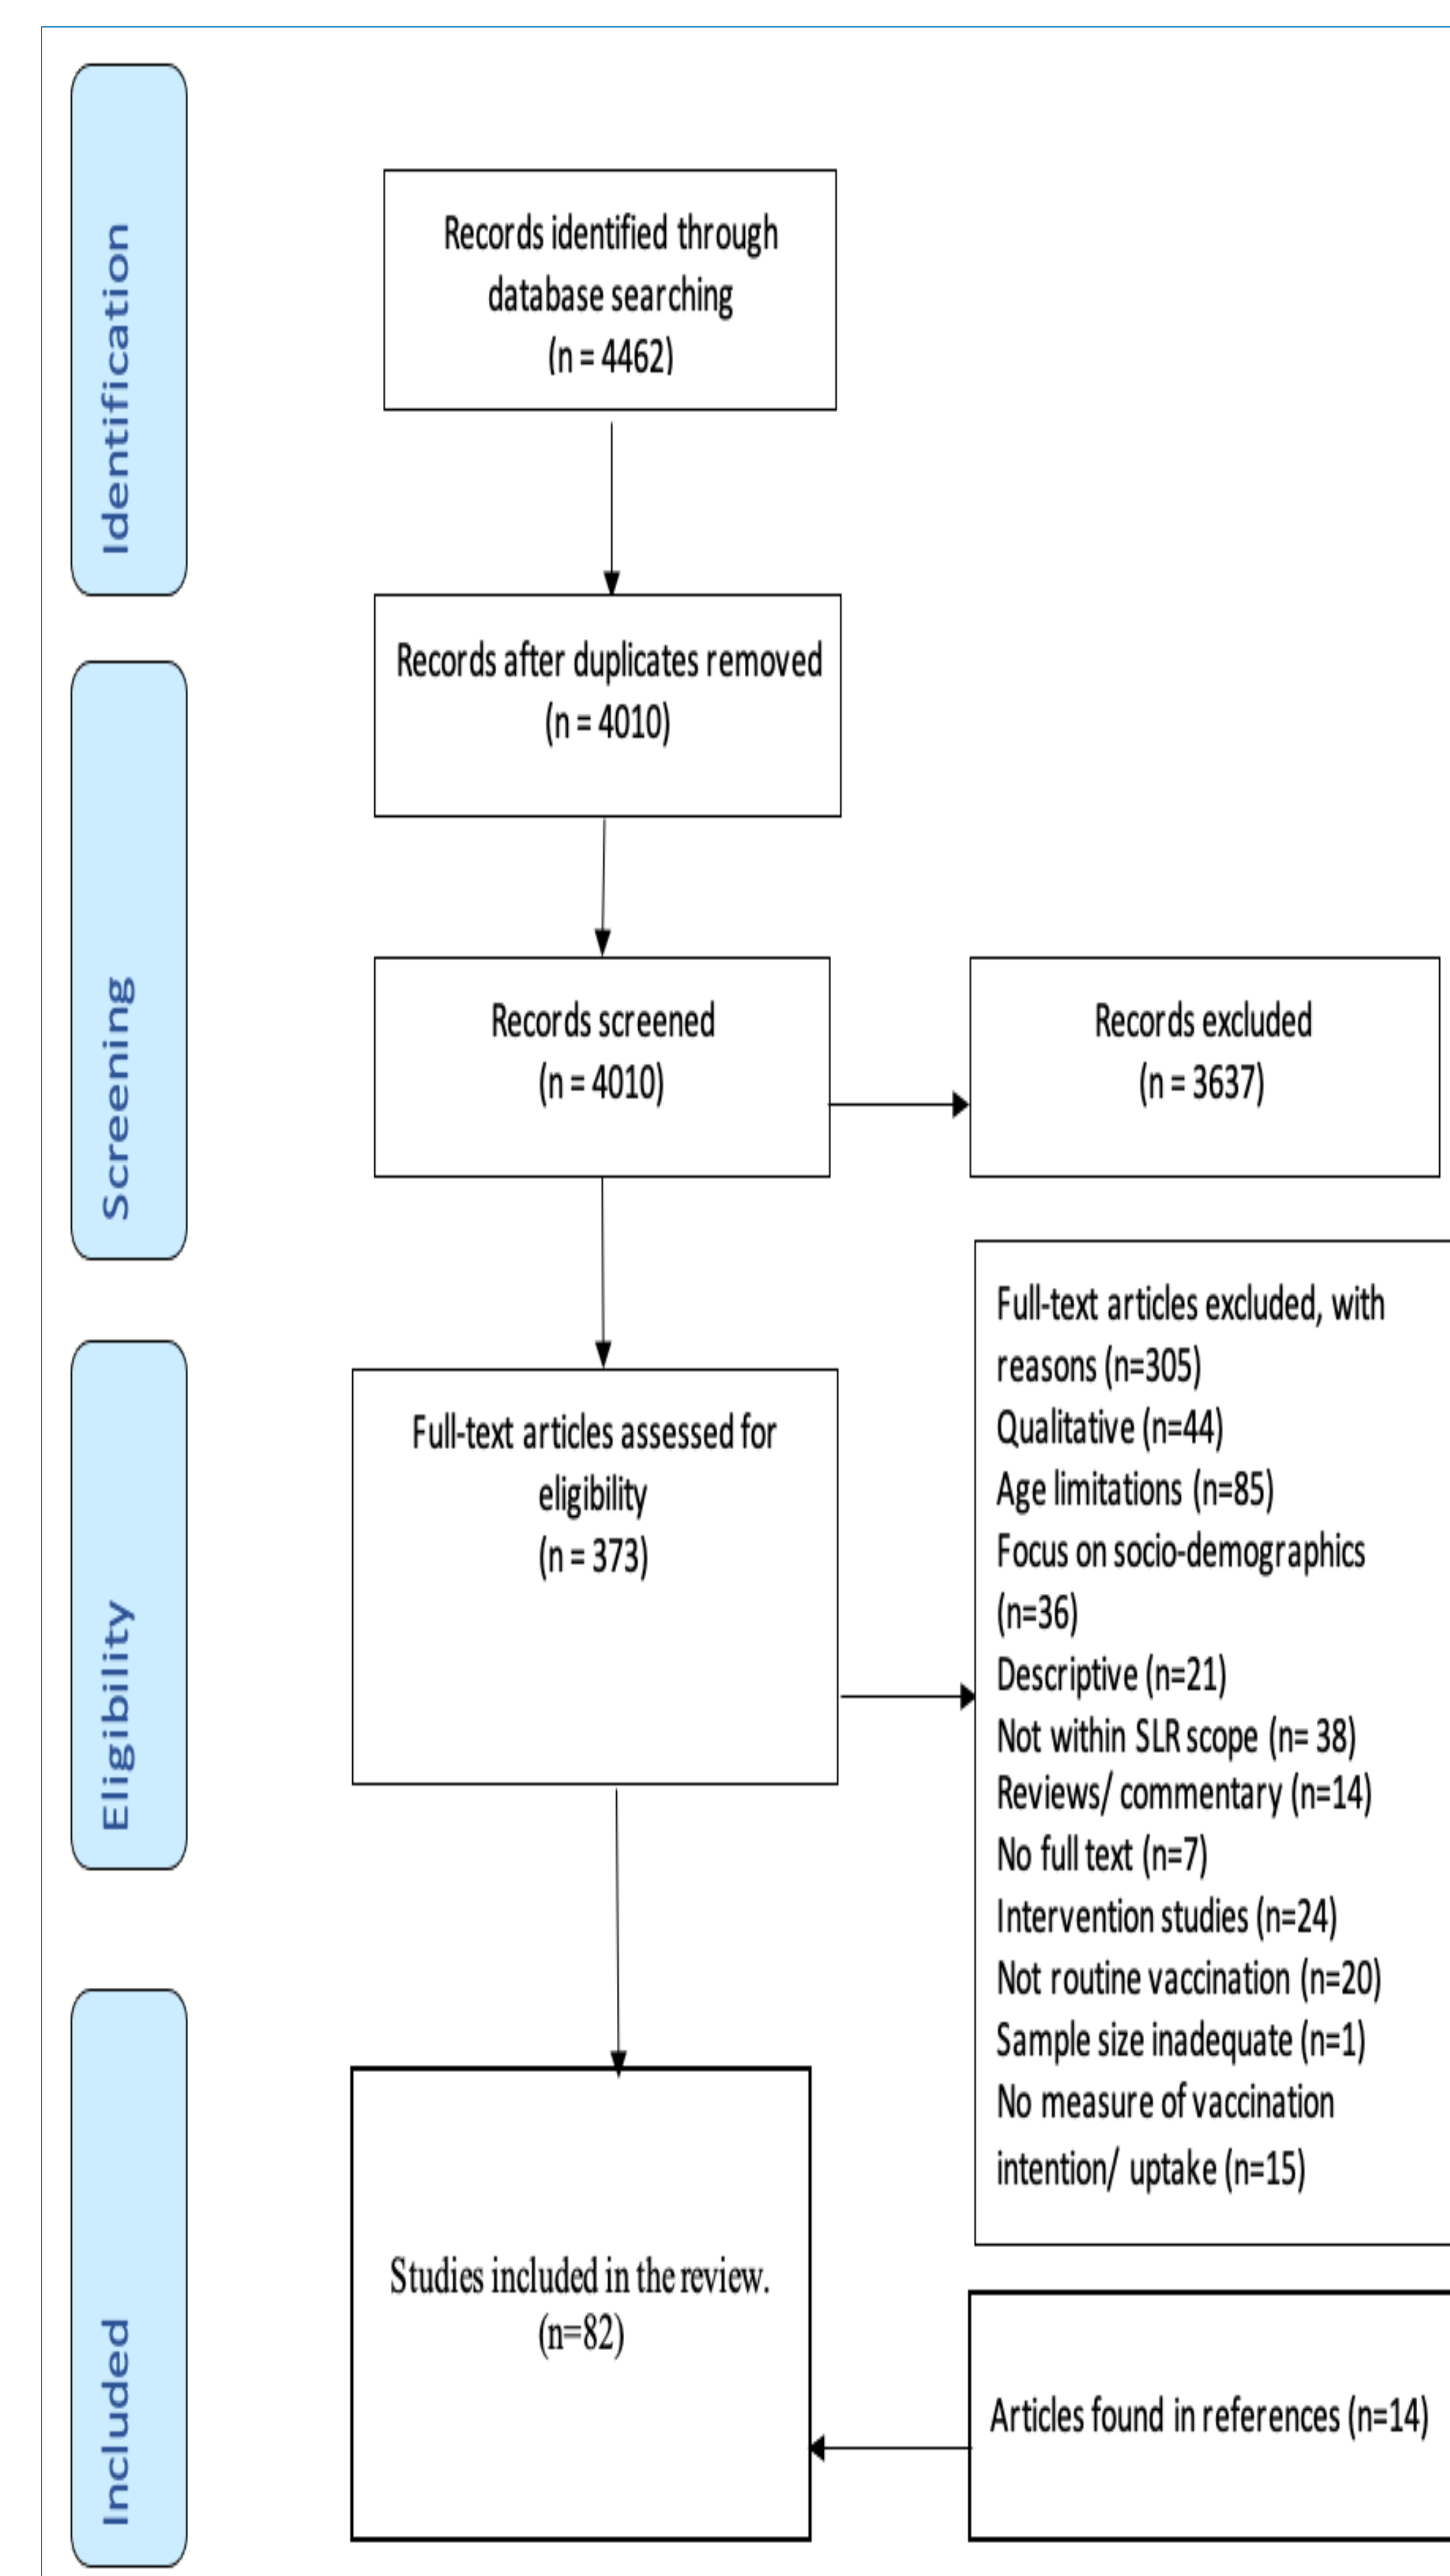 Identification
Records identified through
database searching
(n = 4462)
Records after duplicates removed
(n = 4010)
Screening
Records screened
(n = 4010)
Records excluded
(n = 3637)
Eligibility
Full-text articles assessed for
eligibility
(n = 373)
Full-text articles excluded, with
reasons (n=305)
Qualitative (n=44)
Age limitations (n=85)
Focus on socio-demographics
(n=36)
Descriptive (n=21)
Not within SLR scope (n= 38)
Reviews/ commentary (n=14)
No full text (n=7)
Intervention studies (n=24)
Not routine vaccination (n=20)
Sample size inadequate (n=1)
No measure of vaccination
intention/ uptake (n=15)
Included
Studies included in the review.
(n=82)
Articles found in references (n=14)